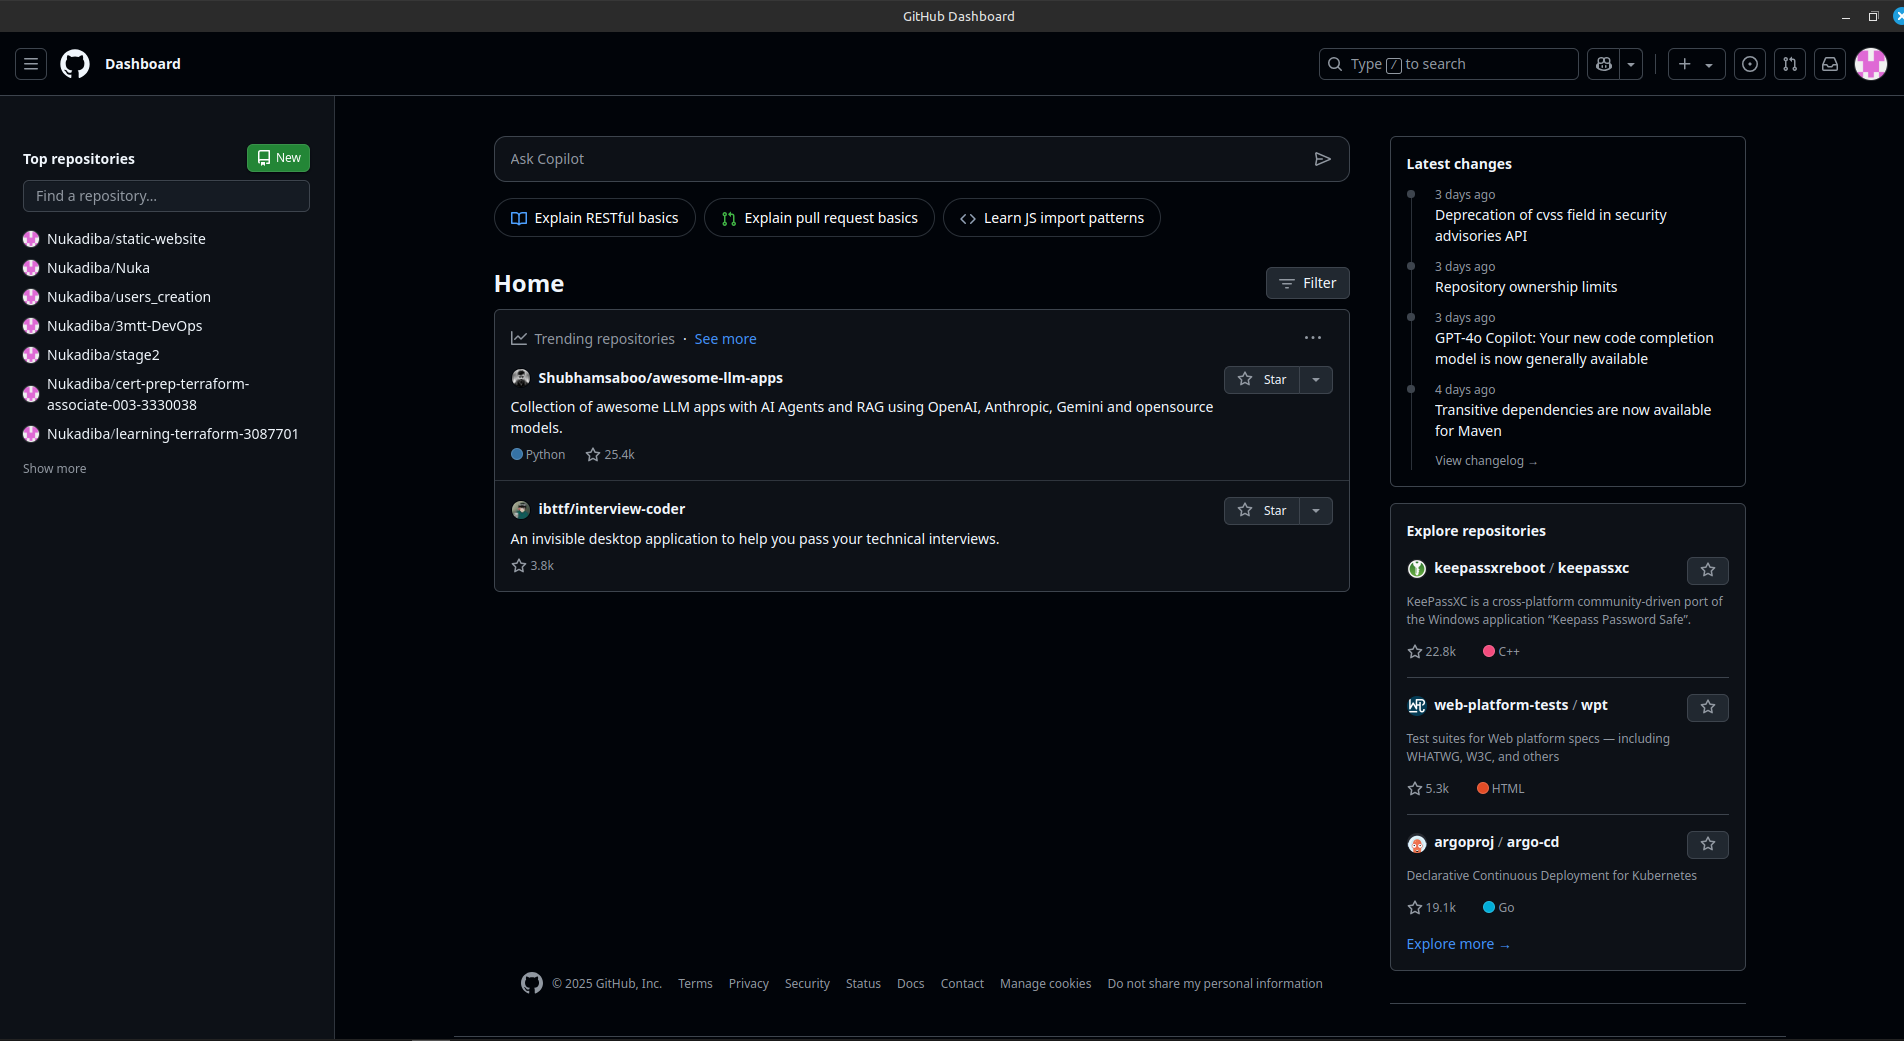 GitHub Dashboard
Dashboard
Type / to search
Top repositories
New
Find a repository...
Nukadiba/static-website
Nukadiba/Nuka
Nukadiba/users_creation
Nukadiba/3mtt-DevOps
Nukadiba/stage2
Nukadiba/cert-prep-terraform-
associate-003-3330038
Nukadiba/learning-terraform-3087701
Show more
Ask Copilot
Explain RESTful basics
Explain pull request basics
Learn JS import patterns
Home
Filter
Trending repositories · See more
Shubhamsaboo/awesome-llm-apps
Star
Collection of awesome LLM apps with AI Agents and RAG using OpenAI, Anthropic, Gemini and opensource
models.
Python 25.4k
ibttf/interview-coder
Star
An invisible desktop application to help you pass your technical interviews.
3.8k
Latest changes
3 days ago
Deprecation of cvss field in security
advisories API
3 days ago
Repository ownership limits
3 days ago
GPT-4o Copilot: Your new code completion
model is now generally available
4 days ago
Transitive dependencies are now available
for Maven
View changelog →
Explore repositories
keepassxreboot / keepassxc
KeePassXC is a cross-platform community-driven port of
the Windows application “Keepass Password Safe”.
22.8k C++
web-platform-tests / wpt
Test suites for Web platform specs — including
WHATWG, W3C, and others
5.3k HTML
argoproj / argo-cd
Declarative Continuous Deployment for Kubernetes
19.1k Go
Explore more →
© 2025 GitHub, Inc. Terms Privacy Security Status Docs Contact Manage cookies Do not share my personal information